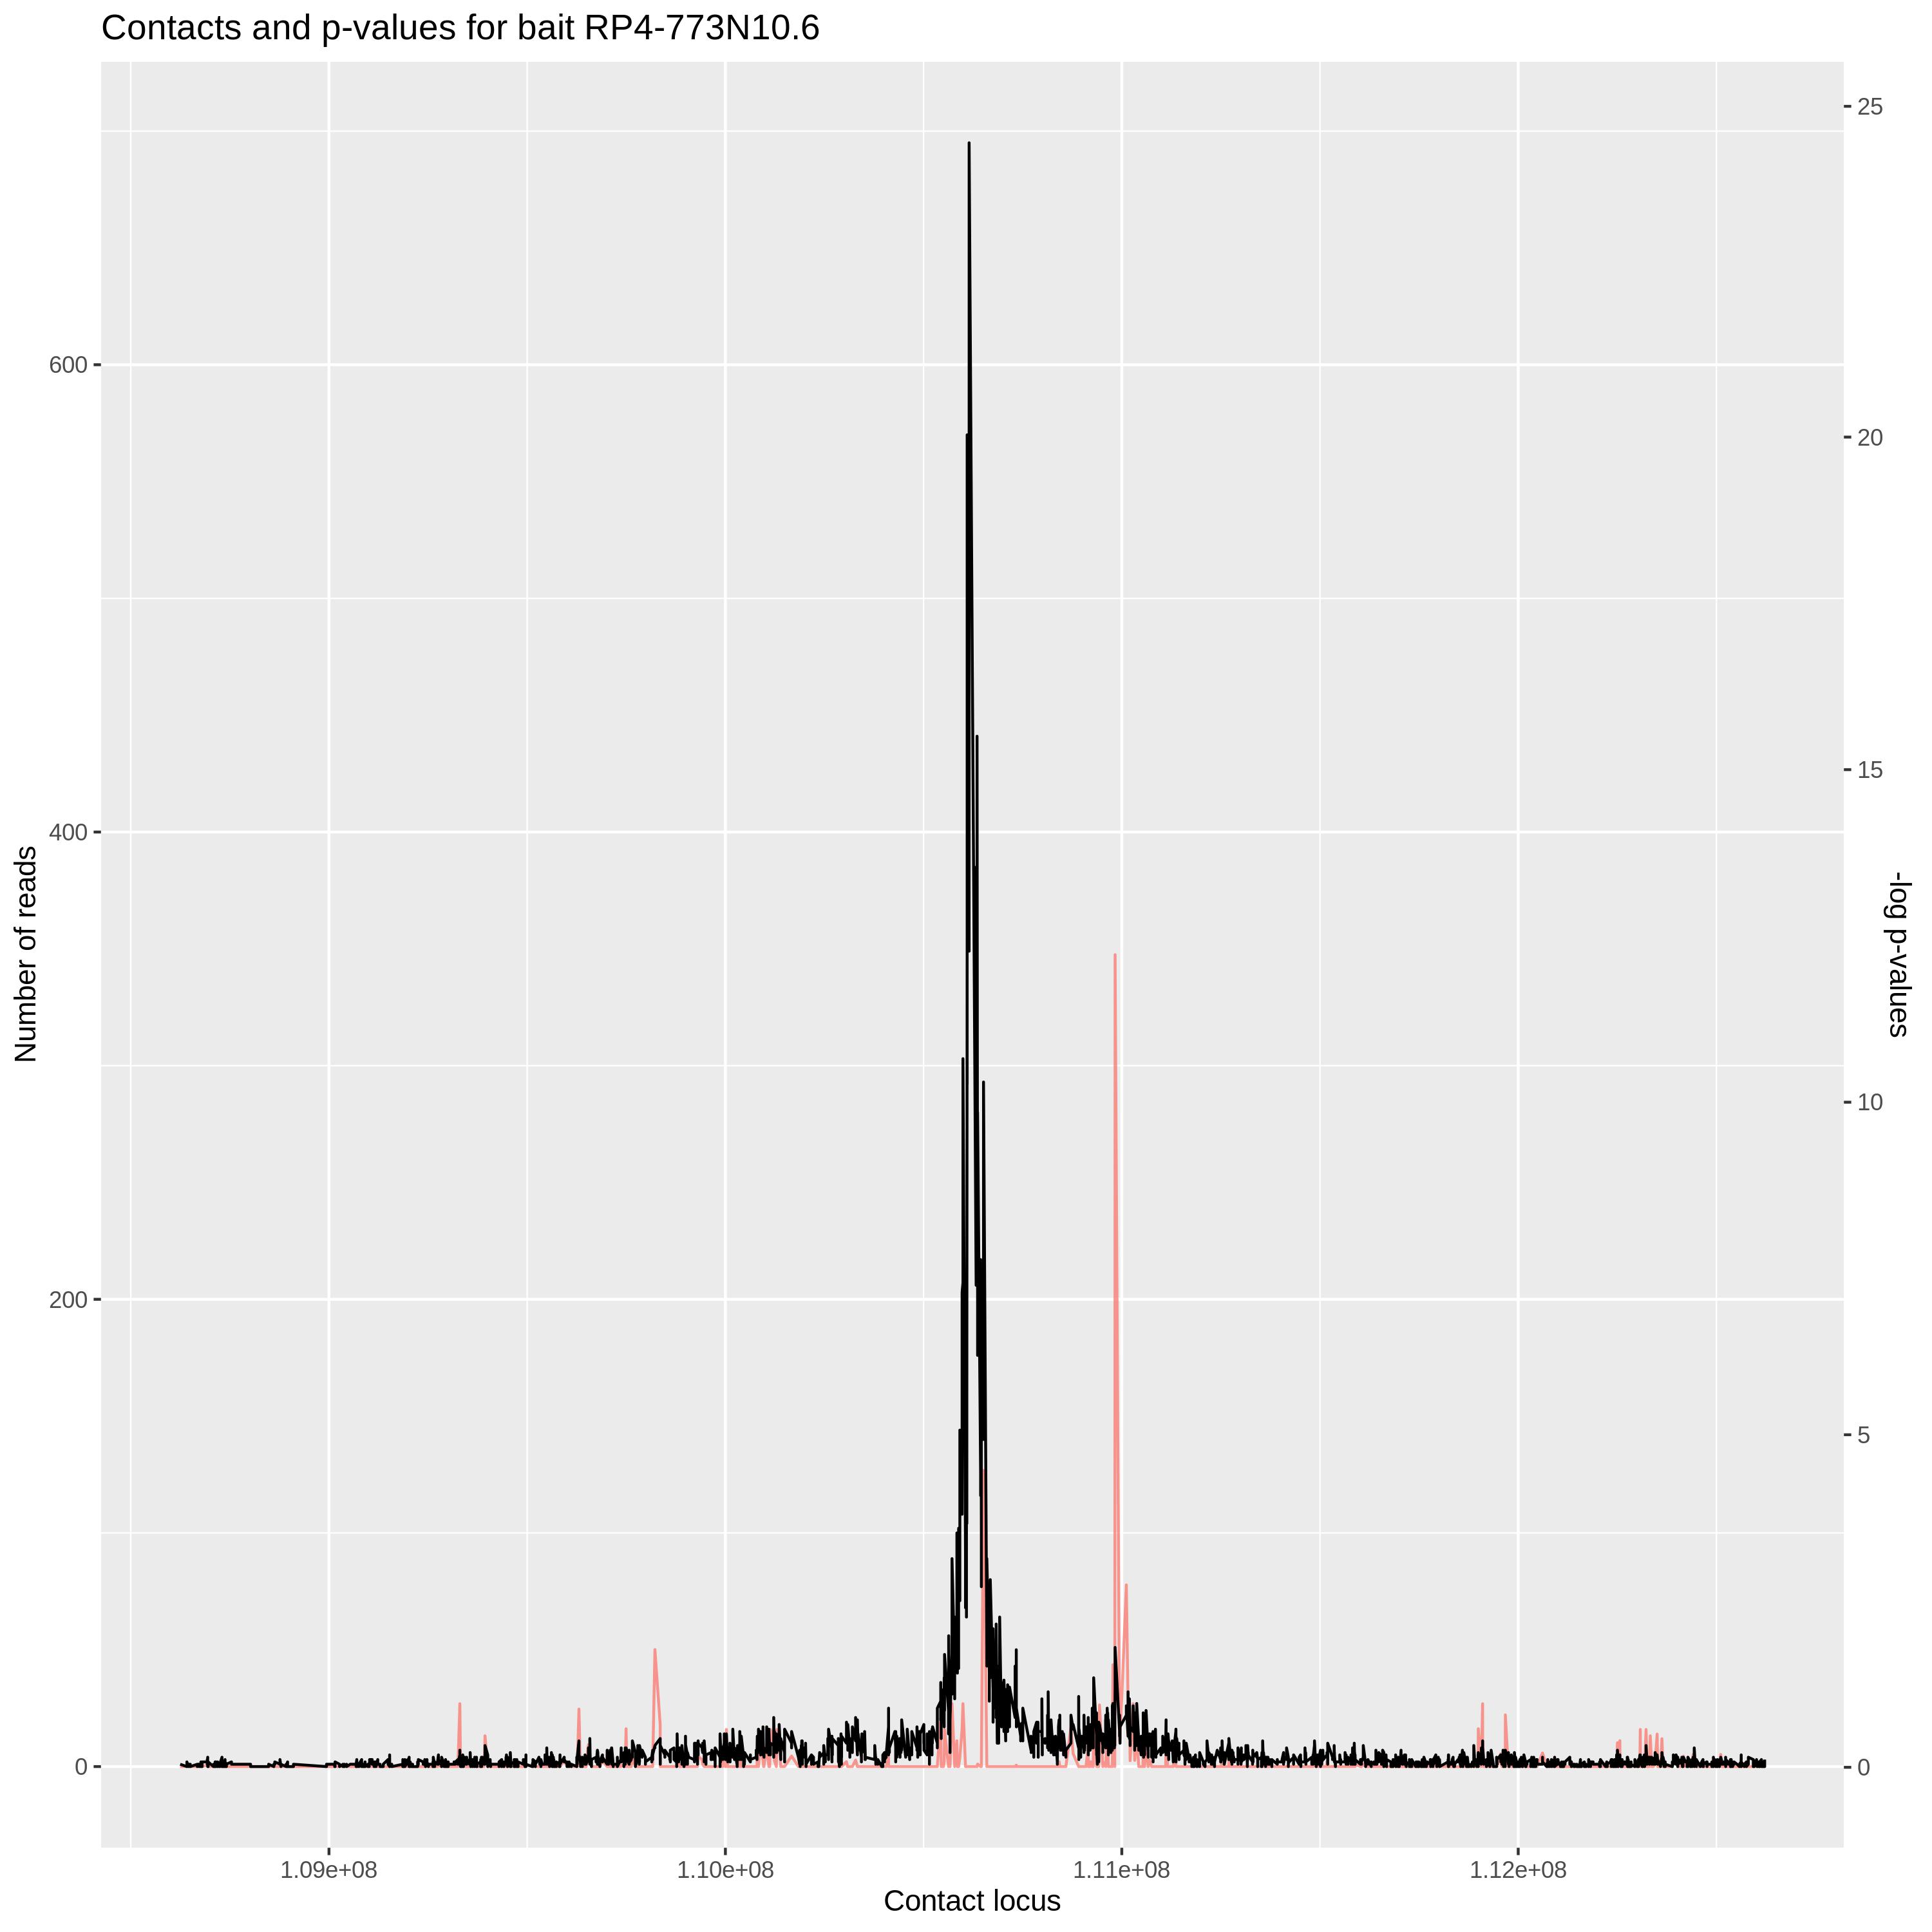 Contacts and p-values for bait RP4-773N10.6
Number of reads
600
400
200
0
25
20
15
10
5
0
-log p-values
1.09e+08
1.10e+08
1.11e+08
1.12e+08
Contact locus